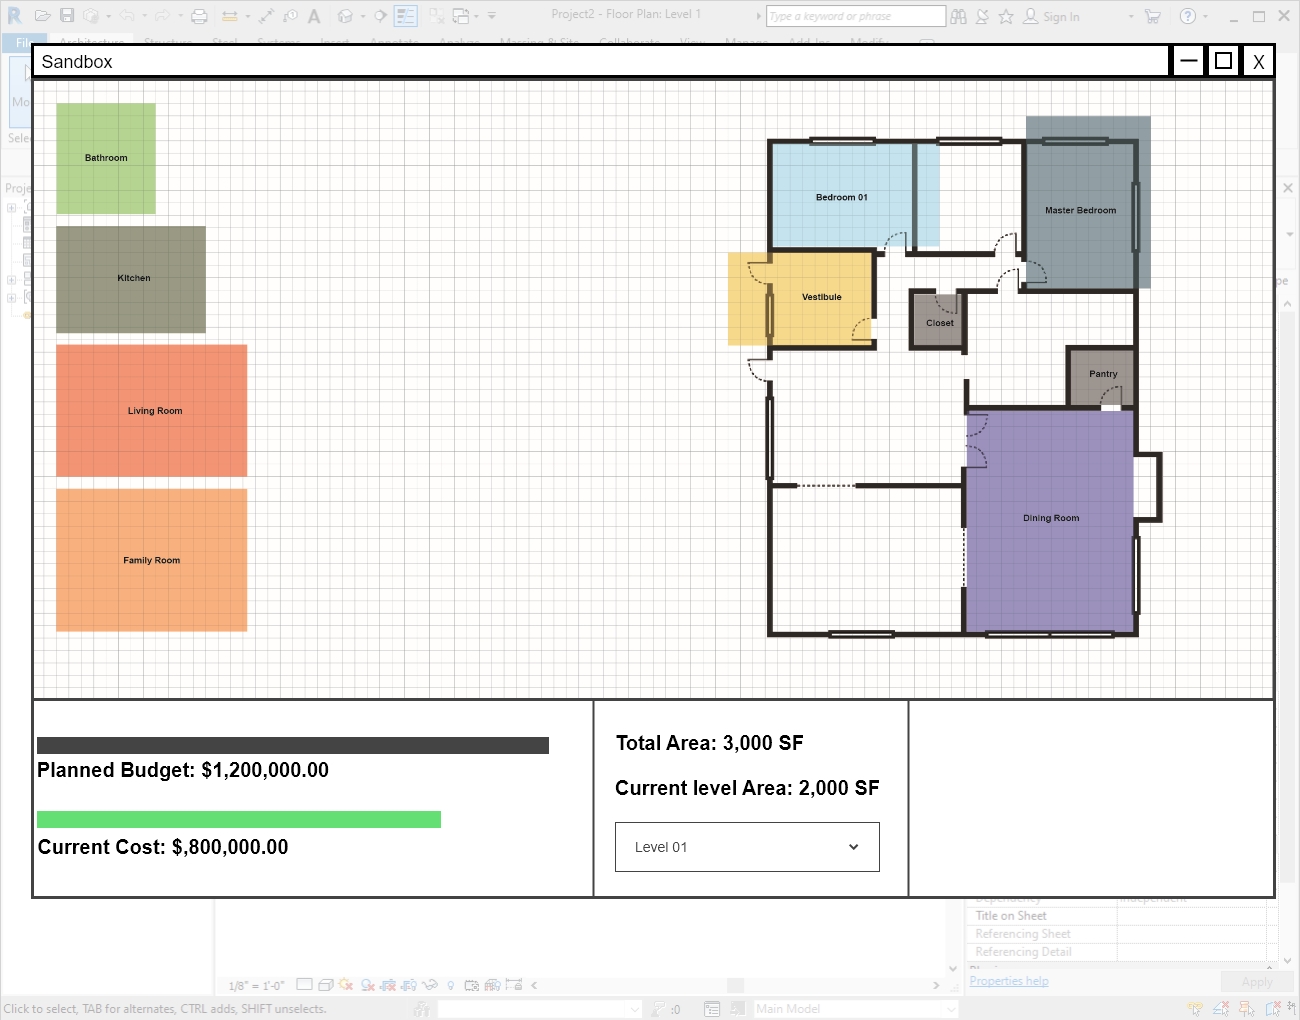 Project2 - Floor Plan: Level 1
Type a keyword or phrase
Sign In
Sandbox
X
Bathroom
Kitchen
Living Room
Family Room
Bedroom 01
Master Bedroom
Vestibule
Closet
Pantry
Dining Room
Planned Budget: $1,200,000.00
Current Cost: $,800,000.00
Total Area: 3,000 SF
Current level Area: 2,000 SF
Level 01
Title on Sheet
Referencing Sheet
Referencing Detail
Properties help
Apply
1/8" = 1'-0"
Click to select, TAB for alternates, CTRL adds, SHIFT unselects.
:0
Main Model